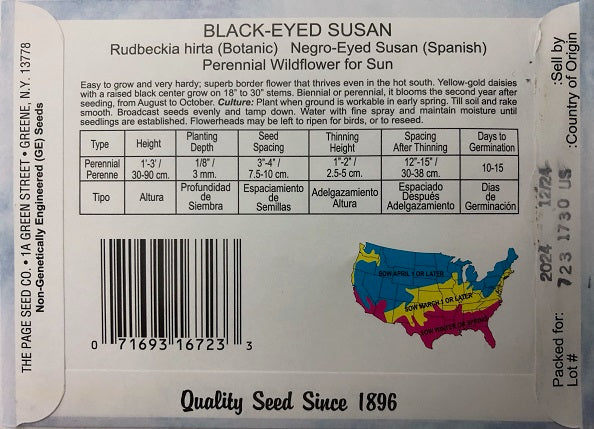 BLACK-EYED SUSAN
Rudbeckia hirta (Botanic) Negro-Eyed Susan (Spanish)
Perennial Wildflower for Sun
Easy to grow and very hardy; superb border flower that thrives even in the hot south. Yellow-gold daisies
with a raised black center grow on 18" to 30" stems. Biennial or perennial, it blooms the second year after
seeding, from August to October. Culture: Plant when ground is workable in early spring. Till soil and rake
smooth. Broadcast seeds evenly and tamp down. Water with fine spray and maintain moisture until
seedlings are established. Flowerheads may be left to ripen for birds, or to reseed.
Type Height Planting Depth Seed Spacing Thinning Height Spacing After Thinning Days to Germination
Perennial Perenne 1'-3' / 30-90 cm. 1/8" / 3 mm. 3"-4" / 7.5-10 cm. 1"-2" / 2.5-5 cm. 12"-15" / 30-38 cm. 10-15
Tipo Altura Profundidad de Siembra Espaciamiento de Semillas Adelgazamiento Altura Espaciado Después Adelgazamiento Dias de Germinación
SOW APRIL 1 OR LATER
SOW MARCH 1 OR LATER
SOW WINTER OR SPRING
0 71693 16723 3
Quality Seed Since 1896
THE PAGE SEED CO. • 1A GREEN STREET • GREENE, N.Y. 13778
Non-Genetically Engineered (GE) Seeds
:Sell by
:Country of Origin
12/24
US
2024
723 1730
Packed for:
Lot #